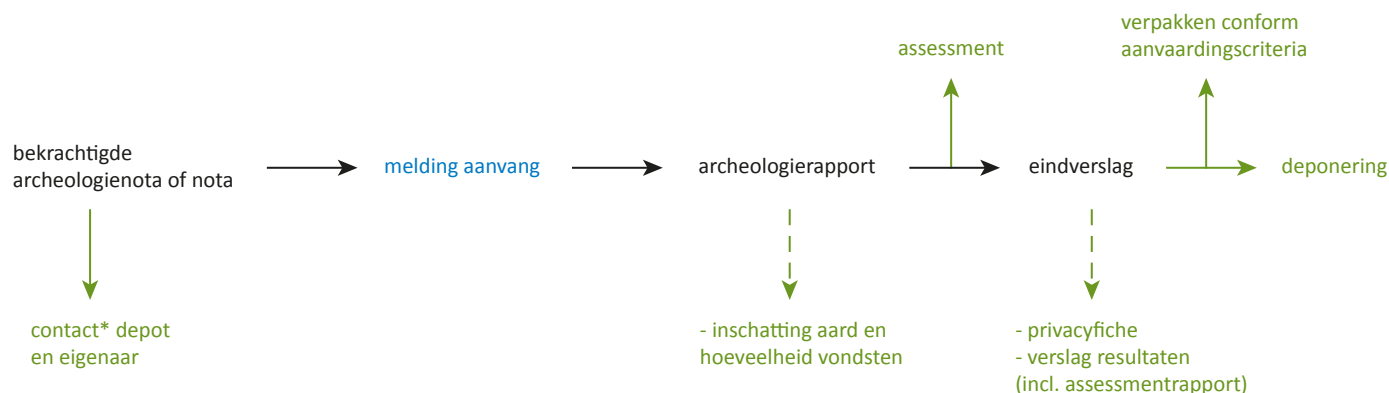 verpakken conform
aanvaardingscriteria
assessment
bekrachtigde
archeologienota of nota
melding aanvang
archeologierapport
eindverslag
deponering
contact* depot
en eigenaar
- inschatting aard en
hoeveelheid vondsten
- privacyfiche
- verslag resultaten
(incl. assessmentrapport)